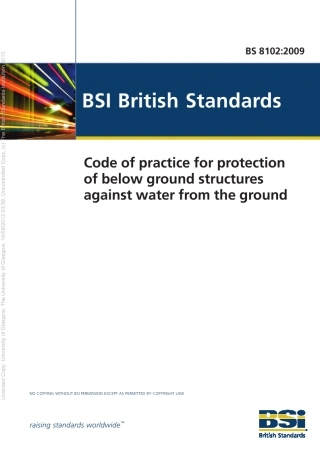 BS 8102:2009
BSI British Standards
Code of practice for protection
of below ground structures
against water from the ground
NO COPYING WITHOUT BSI PERMISSION EXCEPT AS PERMITTED BY COPYRIGHT LAW
raising standards worldwide™
BSi
British Standards